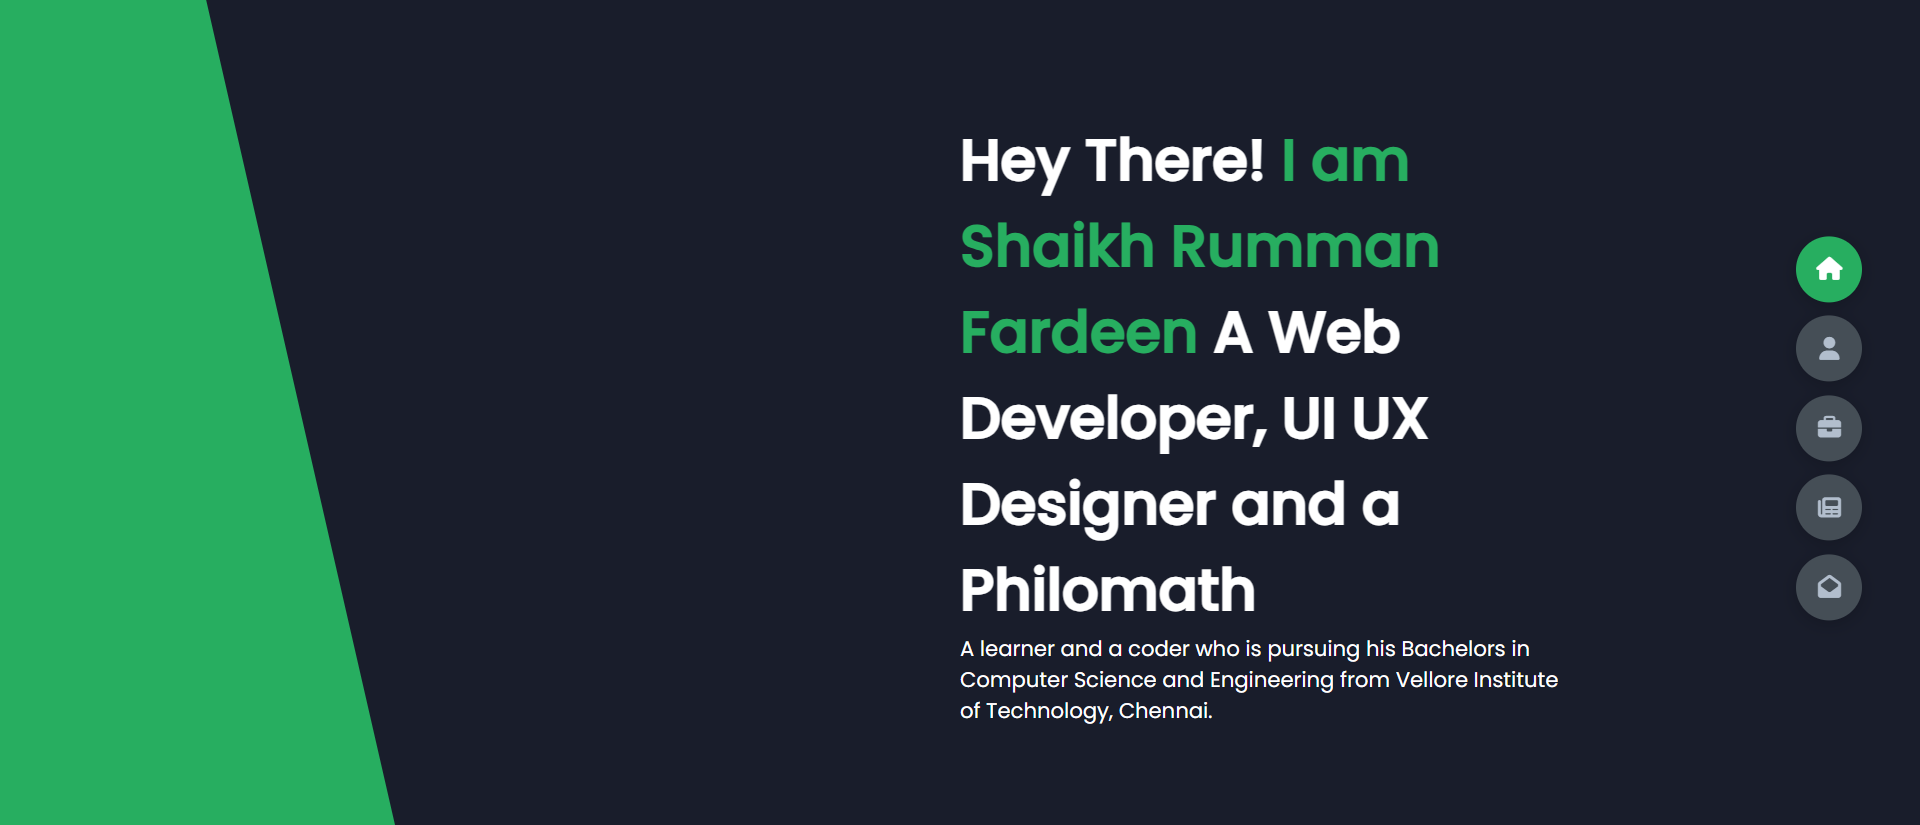 Hey There! I am
Shaikh Rumman
Fardeen A Web
Developer, UI UX
Designer and a
Philomath
A learner and a coder who is pursuing his Bachelors in
Computer Science and Engineering from Vellore Institute
of Technology, Chennai.